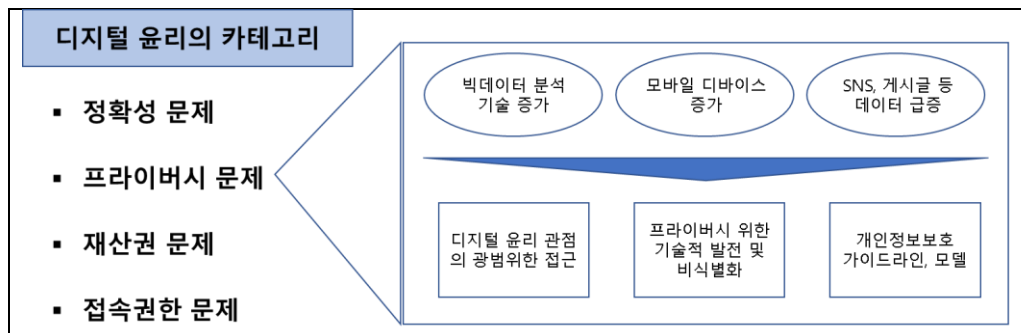 디지털 윤리의 카테고리
▪ 정확성 문제
▪ 프라이버시 문제
▪ 재산권 문제
▪ 접속권한 문제
빅데이터 분석
기술 증가
모바일 디바이스
증가
SNS, 게시글 등
데이터 급증
디지털 윤리 관점
의 광범위한 접근
프라이버시 위한
기술적 발전 및
비식별화
개인정보보호
가이드라인, 모델